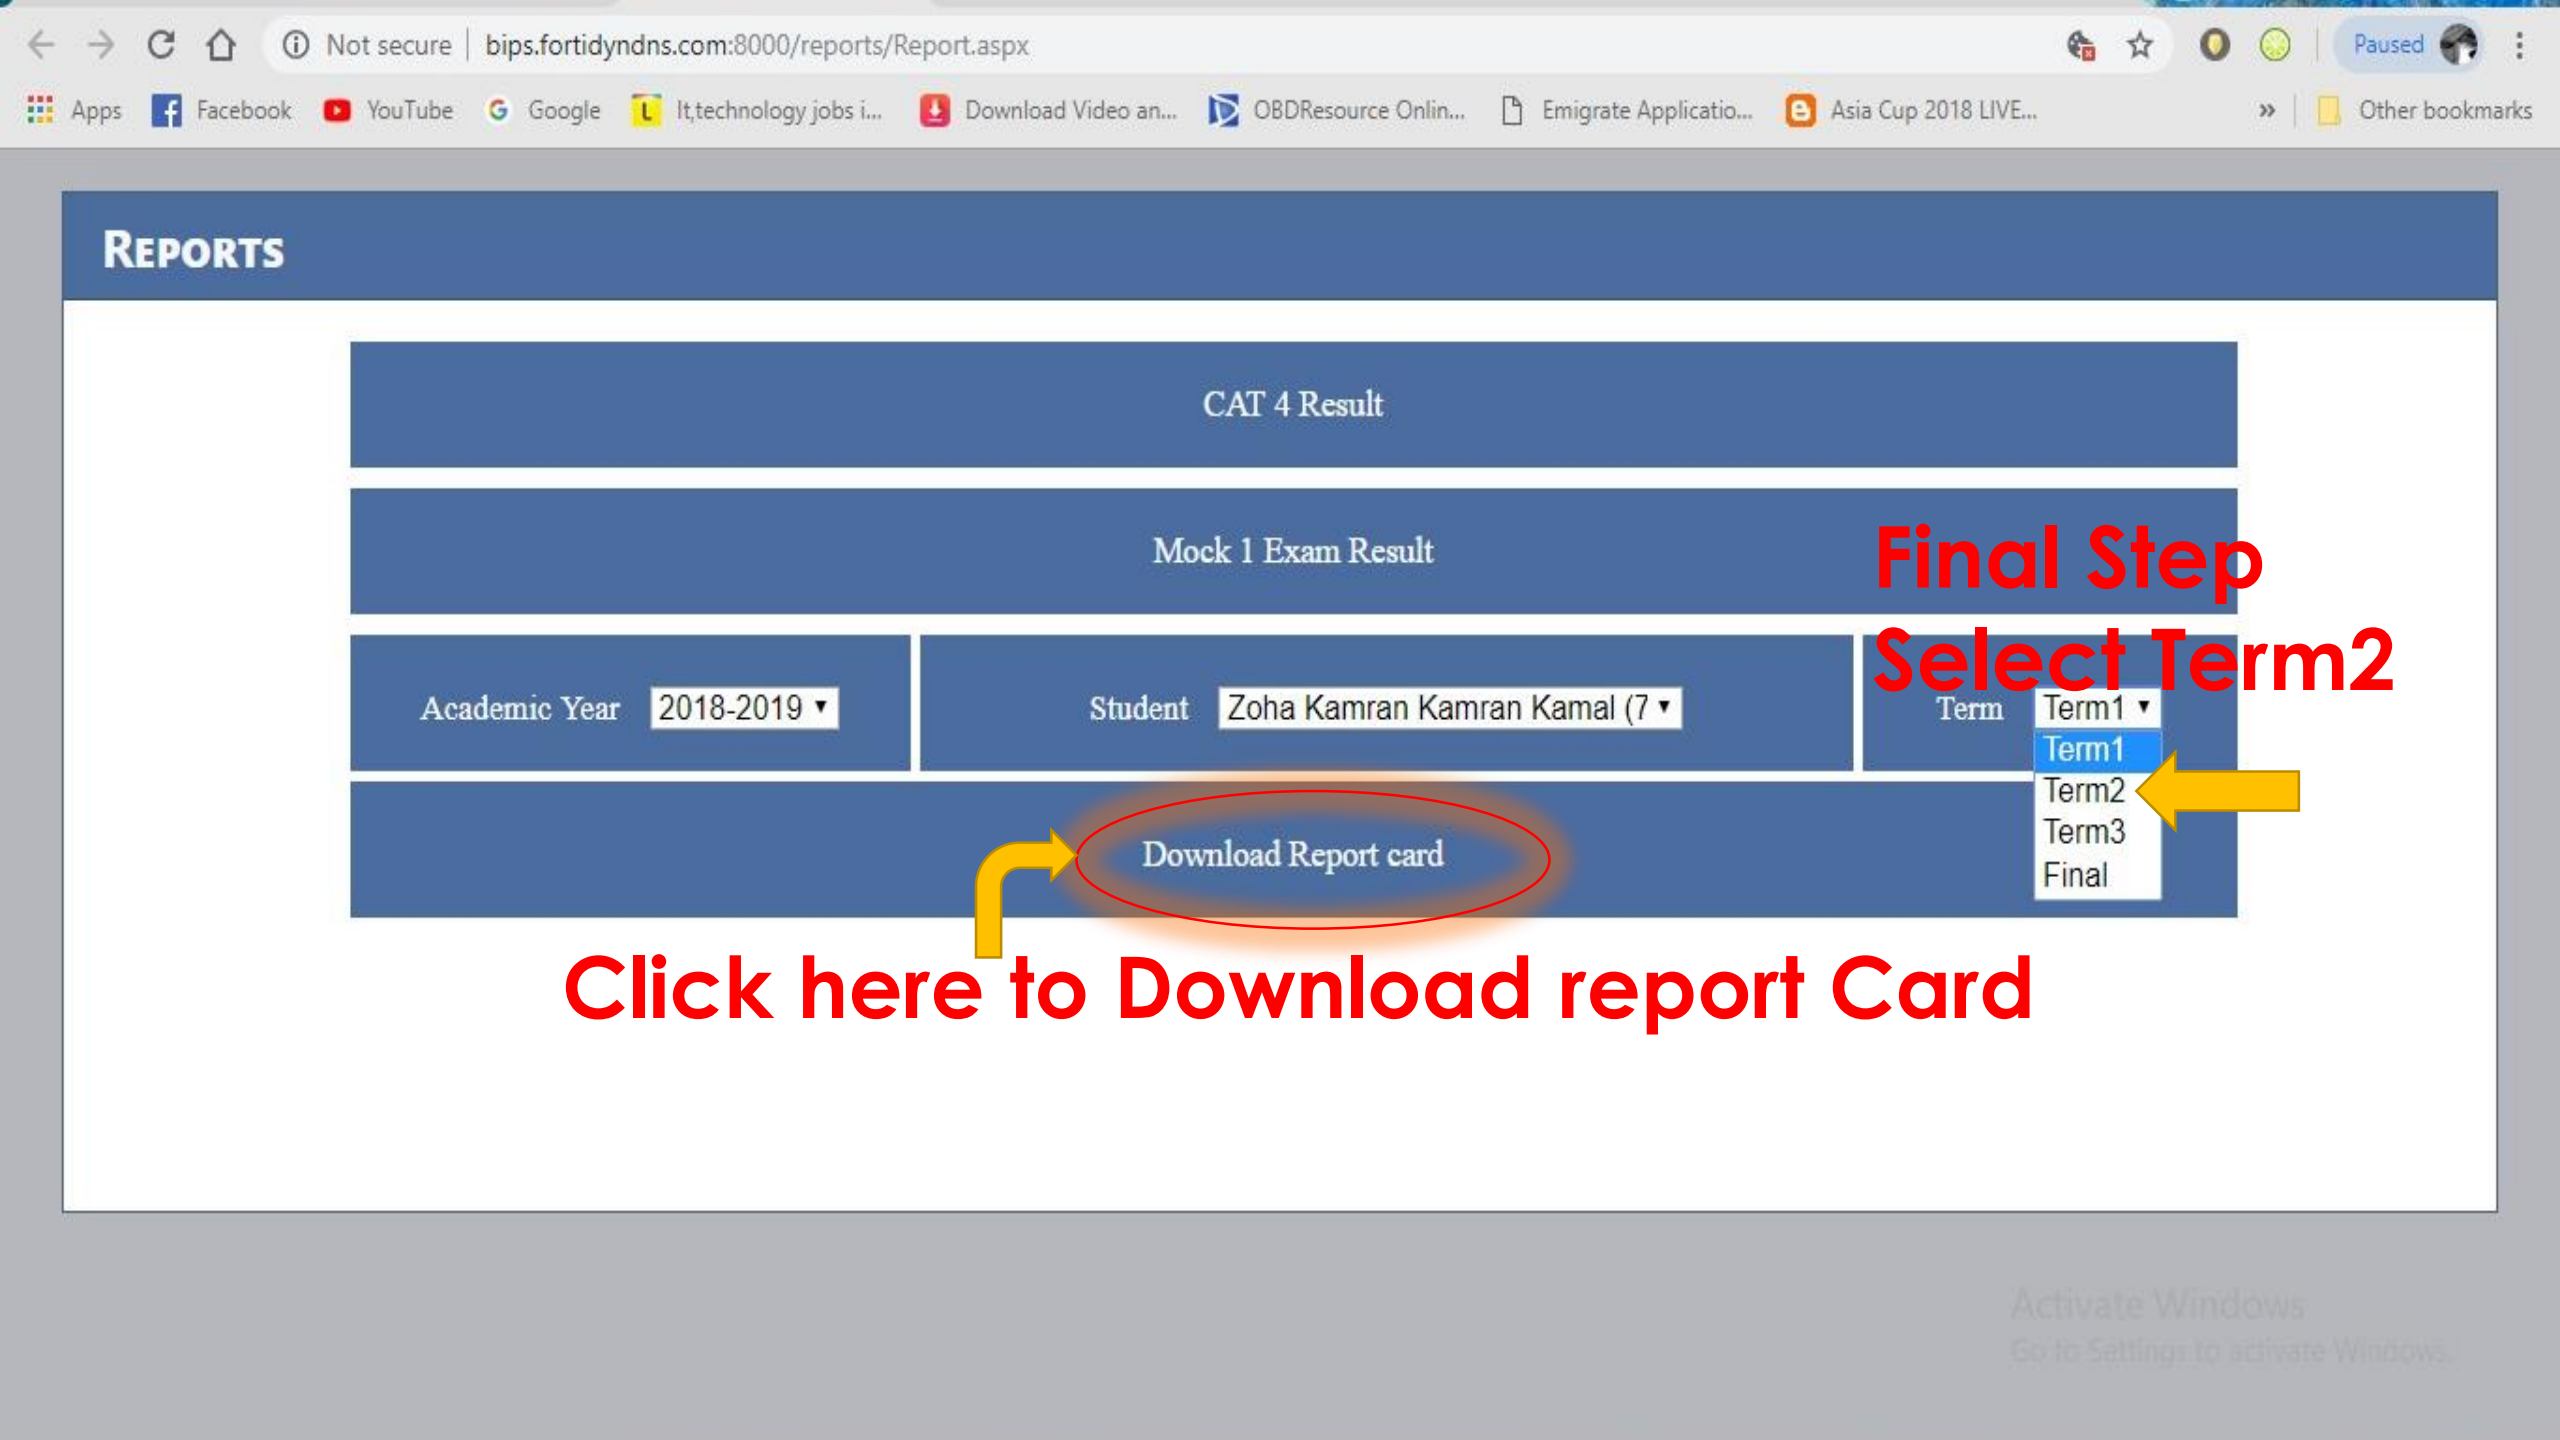 Not secure | bips.fortidyndns.com:8000/reports/Report.aspx
Paused
Apps Facebook YouTube Google It,technology jobs i... Download Video an... OBDResource Onlin... Emigrate Applicatio... Asia Cup 2018 LIVE... » Other bookmarks
REPORTS
CAT 4 Result
Mock 1 Exam Result
Final Step
Select Term2
Academic Year 2018-2019 Student Zoha Kamran Kamran Kamal (7 Term Term1
Term1
Term2
Term3
Final
Download Report card
Click here to Download report Card
Activate Windows
Go to Settings to activate Windows.